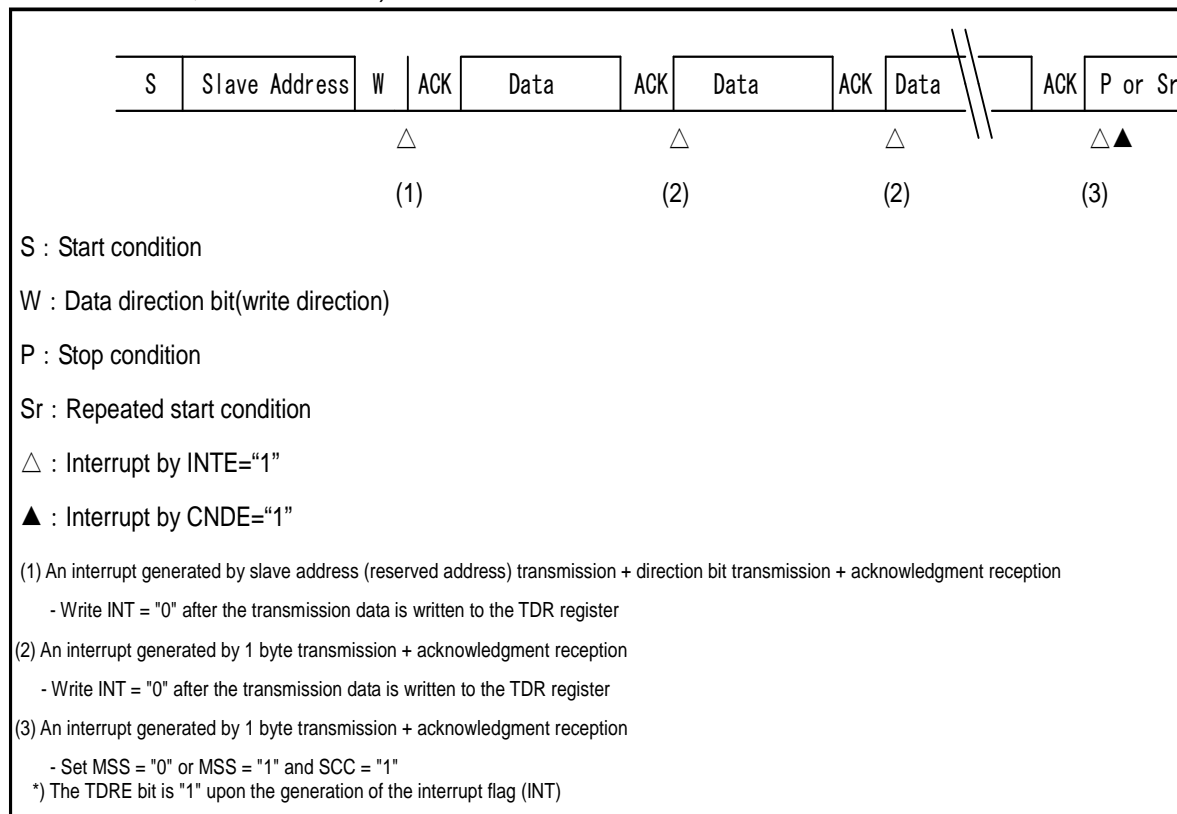 S Slave Address W ACK Data ACK Data ACK Data ACK P or Sr
△ △ △ △▲
(1) (2) (2) (3)
S : Start condition
W : Data direction bit(write direction)
P : Stop condition
Sr : Repeated start condition
△ : Interrupt by INTE=“1”
▲ : Interrupt by CNDE=“1”
(1) An interrupt generated by slave address (reserved address) transmission + direction bit transmission + acknowledgment reception
- Write INT = "0" after the transmission data is written to the TDR register
(2) An interrupt generated by 1 byte transmission + acknowledgment reception
- Write INT = "0" after the transmission data is written to the TDR register
(3) An interrupt generated by 1 byte transmission + acknowledgment reception
- Set MSS = "0" or MSS = "1" and SCC = "1"
*) The TDRE bit is "1" upon the generation of the interrupt flag (INT)